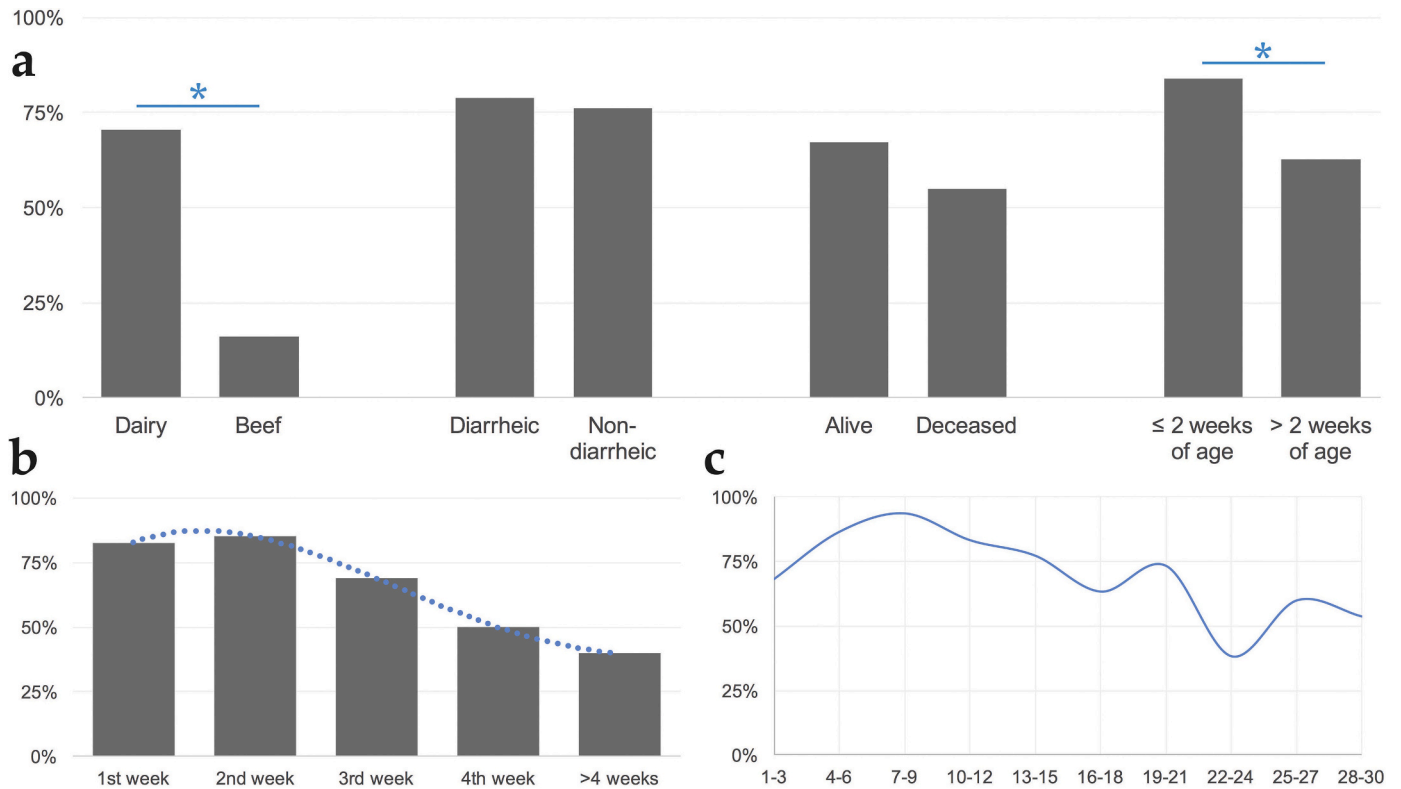 100%
a
*
*
75%
50%
25%
0%
Dairy
Beef
Diarrheic
Non-
diarrheic
Alive
Deceased
≤ 2 weeks
of age
> 2 weeks
of age
b
100%
75%
50%
25%
0%
1st week
2nd week
3rd week
4th week
>4 weeks
c
100%
75%
50%
25%
0%
1-3
4-6
7-9
10-12
13-15
16-18
19-21
22-24
25-27
28-30